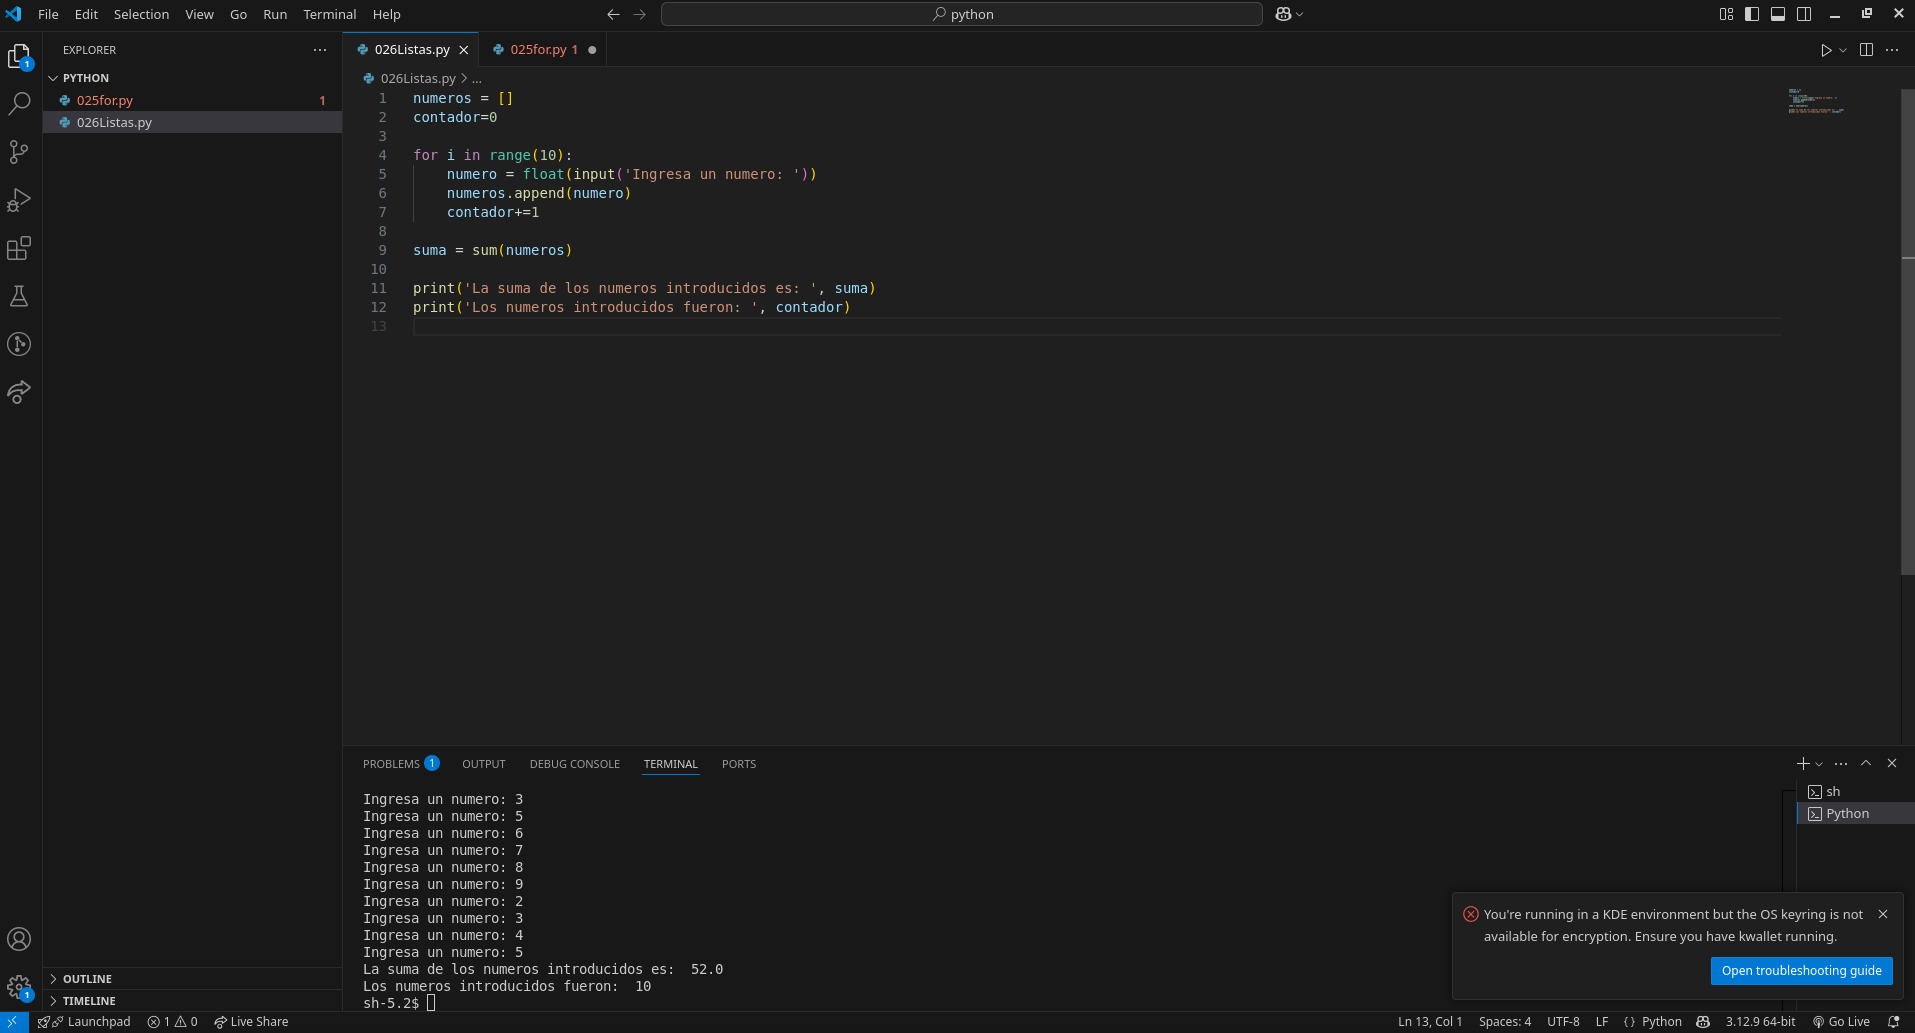 File Edit Selection View Go Run Terminal Help
python
EXPLORER
PYTHON
025for.py 1
026Listas.py
OUTLINE
TIMELINE
026Listas.py
025for.py 1
026Listas.py > ...
1 numeros = []
2 contador=0
3
4 for i in range(10):
5 numero = float(input('Ingresa un numero: '))
6 numeros.append(numero)
7 contador+=1
8
9 suma = sum(numeros)
10
11 print('La suma de los numeros introducidos es: ', suma)
12 print('Los numeros introducidos fueron: ', contador)
13
PROBLEMS 1 OUTPUT DEBUG CONSOLE TERMINAL PORTS
Ingresa un numero: 3
Ingresa un numero: 5
Ingresa un numero: 6
Ingresa un numero: 7
Ingresa un numero: 8
Ingresa un numero: 9
Ingresa un numero: 2
Ingresa un numero: 3
Ingresa un numero: 4
Ingresa un numero: 5
La suma de los numeros introducidos es:  52.0
Los numeros introducidos fueron:  10
sh-5.2$
sh
Python
You're running in a KDE environment but the OS keyring is not
available for encryption. Ensure you have kwallet running.
Open troubleshooting guide
1
1
Launchpad 1 0 Live Share
Ln 13, Col 1 Spaces: 4 UTF-8 LF {} Python 3.12.9 64-bit Go Live